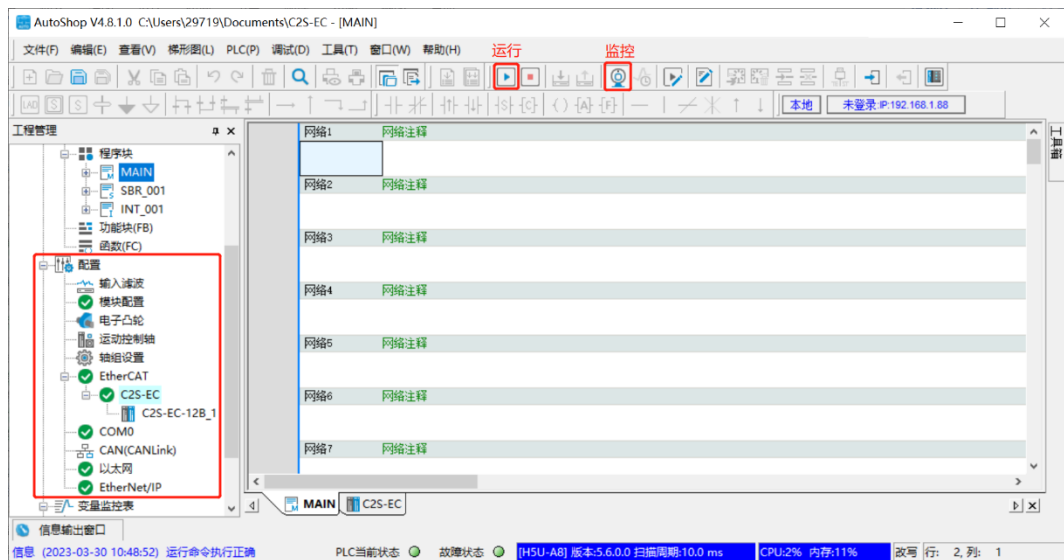 AutoShop V4.8.1.0 C:\Users\29719\Documents\C2S-EC - [MAIN]
文件(F) 编辑(E) 查看(V) 梯形图(L) PLC(P) 调试(D) 工具(T) 窗口(W) 帮助(H)
运行
监控
LAD S S
(S) {C} ( ) {A} {F}
本地
未登录:IP:192.168.1.88
工程管理
程序块
MAIN
SBR_001
INT_001
功能块(FB)
函数(FC)
配置
输入滤波
模块配置
电子凸轮
运动控制轴
轴组设置
EtherCAT
C2S-EC
C2S-EC-12B_1
COM0
CAN(CANLink)
以太网
EtherNet/IP
变量监控表
网络1 网络注释
网络2 网络注释
网络3 网络注释
网络4 网络注释
网络5 网络注释
网络6 网络注释
网络7 网络注释
工具箱
MAIN C2S-EC
信息输出窗口
信息 (2023-03-30 10:48:52) 运行命令执行正确
PLC当前状态 故障状态 [H5U-A8] 版本:5.6.0.0 扫描周期:10.0 ms CPU:2% 内存:11% 改写 行: 2,列: 1